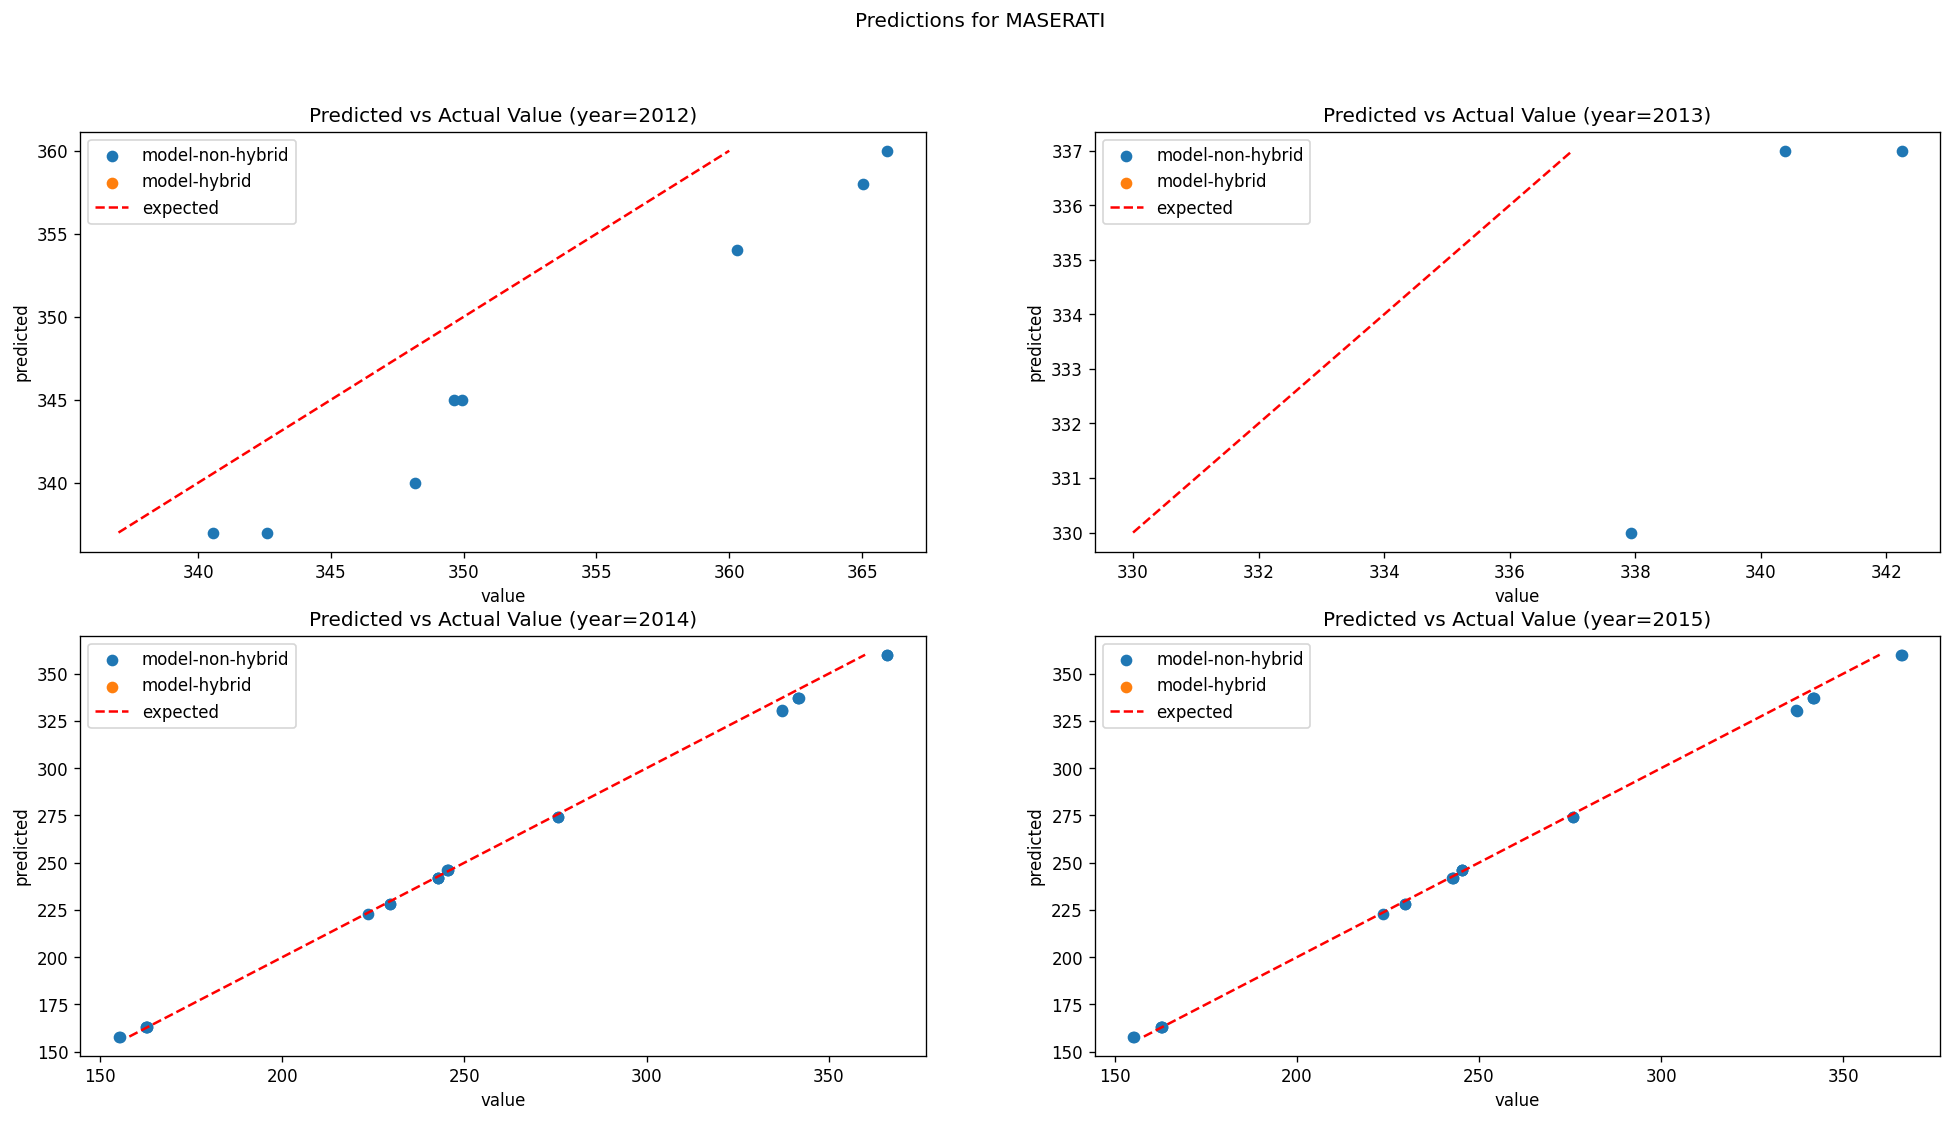 Predictions for MASERATI
Predicted vs Actual Value (year=2012)
model-non-hybrid
model-hybrid
expected
360
355
350
345
340
predicted
340 345 350 355 360 365
value
Predicted vs Actual Value (year=2013)
model-non-hybrid
model-hybrid
expected
337
336
335
334
333
332
331
330
predicted
330 332 334 336 338 340 342
value
Predicted vs Actual Value (year=2014)
model-non-hybrid
model-hybrid
expected
350
325
300
275
250
225
200
175
150
predicted
150 200 250 300 350
value
Predicted vs Actual Value (year=2015)
model-non-hybrid
model-hybrid
expected
350
325
300
275
250
225
200
175
150
predicted
150 200 250 300 350
value